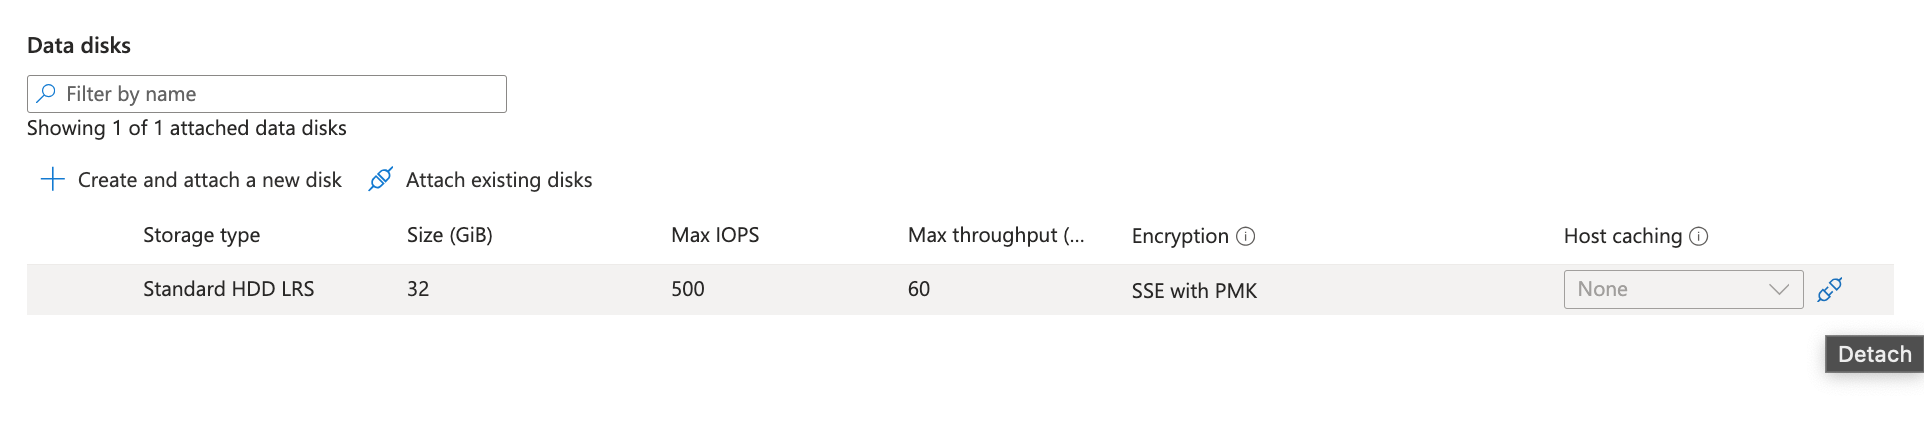 Data disks
Filter by name
Showing 1 of 1 attached data disks
Create and attach a new disk Attach existing disks
Storage type Size (GiB) Max IOPS Max throughput (... Encryption Host caching
Standard HDD LRS 32 500 60 SSE with PMK None
Detach